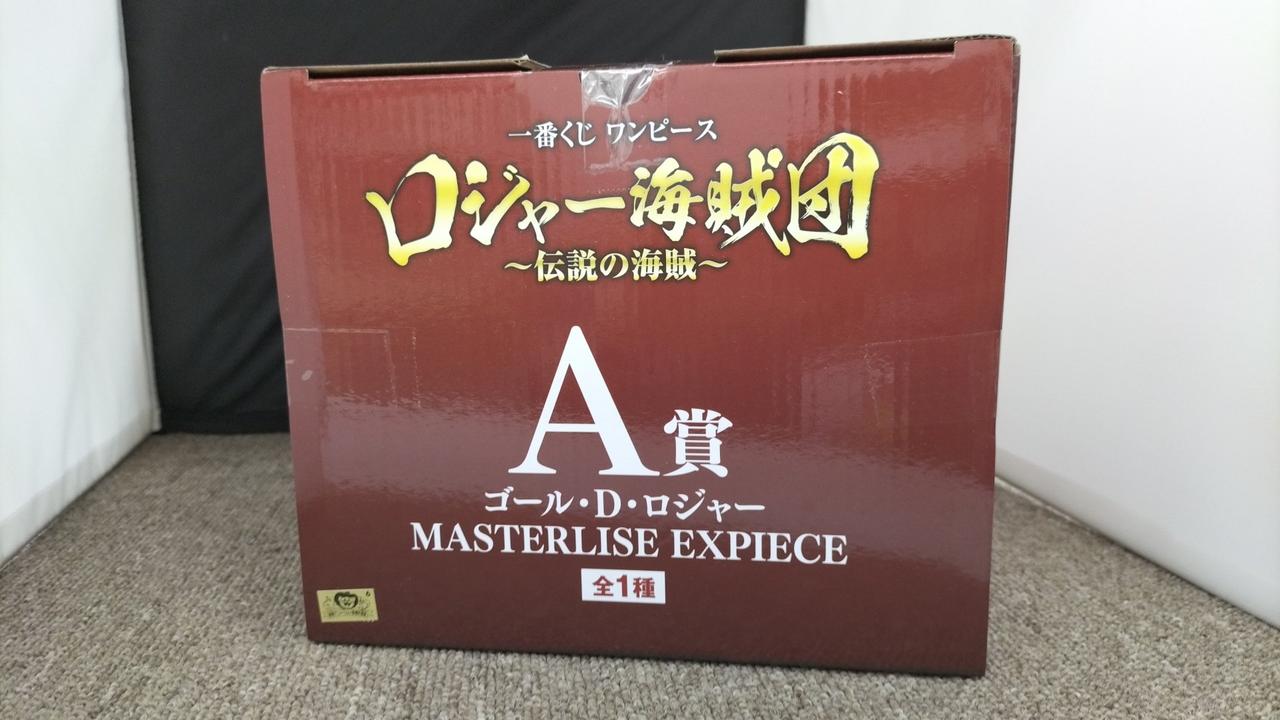 一番くじ ワンピース
ロジャー海賊団
～伝説の海賊～
A賞
ゴール・D・ロジャー
MASTERLISE EXPIECE
全1種